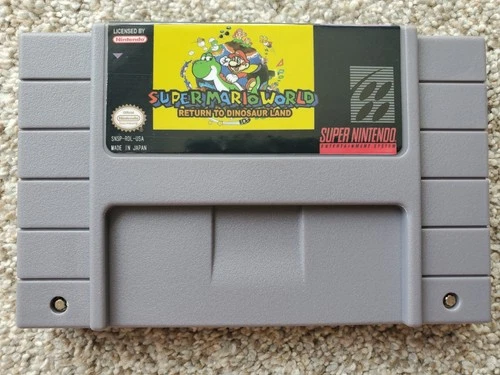 LICENSED BY
Nintendo
SUPER MARIO WORLD
RETURN TO DINOSAUR LAND
SNSP-RDL-USA
MADE IN JAPAN
SUPER NINTENDO
ENTERTAINMENT SYSTEM